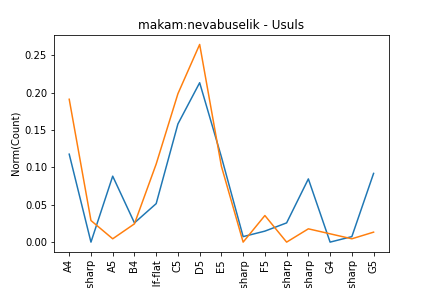 makam:nevabuselik - Usuls
Norm(Count)
0.25
0.20
0.15
0.10
0.05
0.00
A4
sharp
A5
B4
lf-flat
C5
D5
E5
sharp
F5
sharp
sharp
G4
sharp
G5